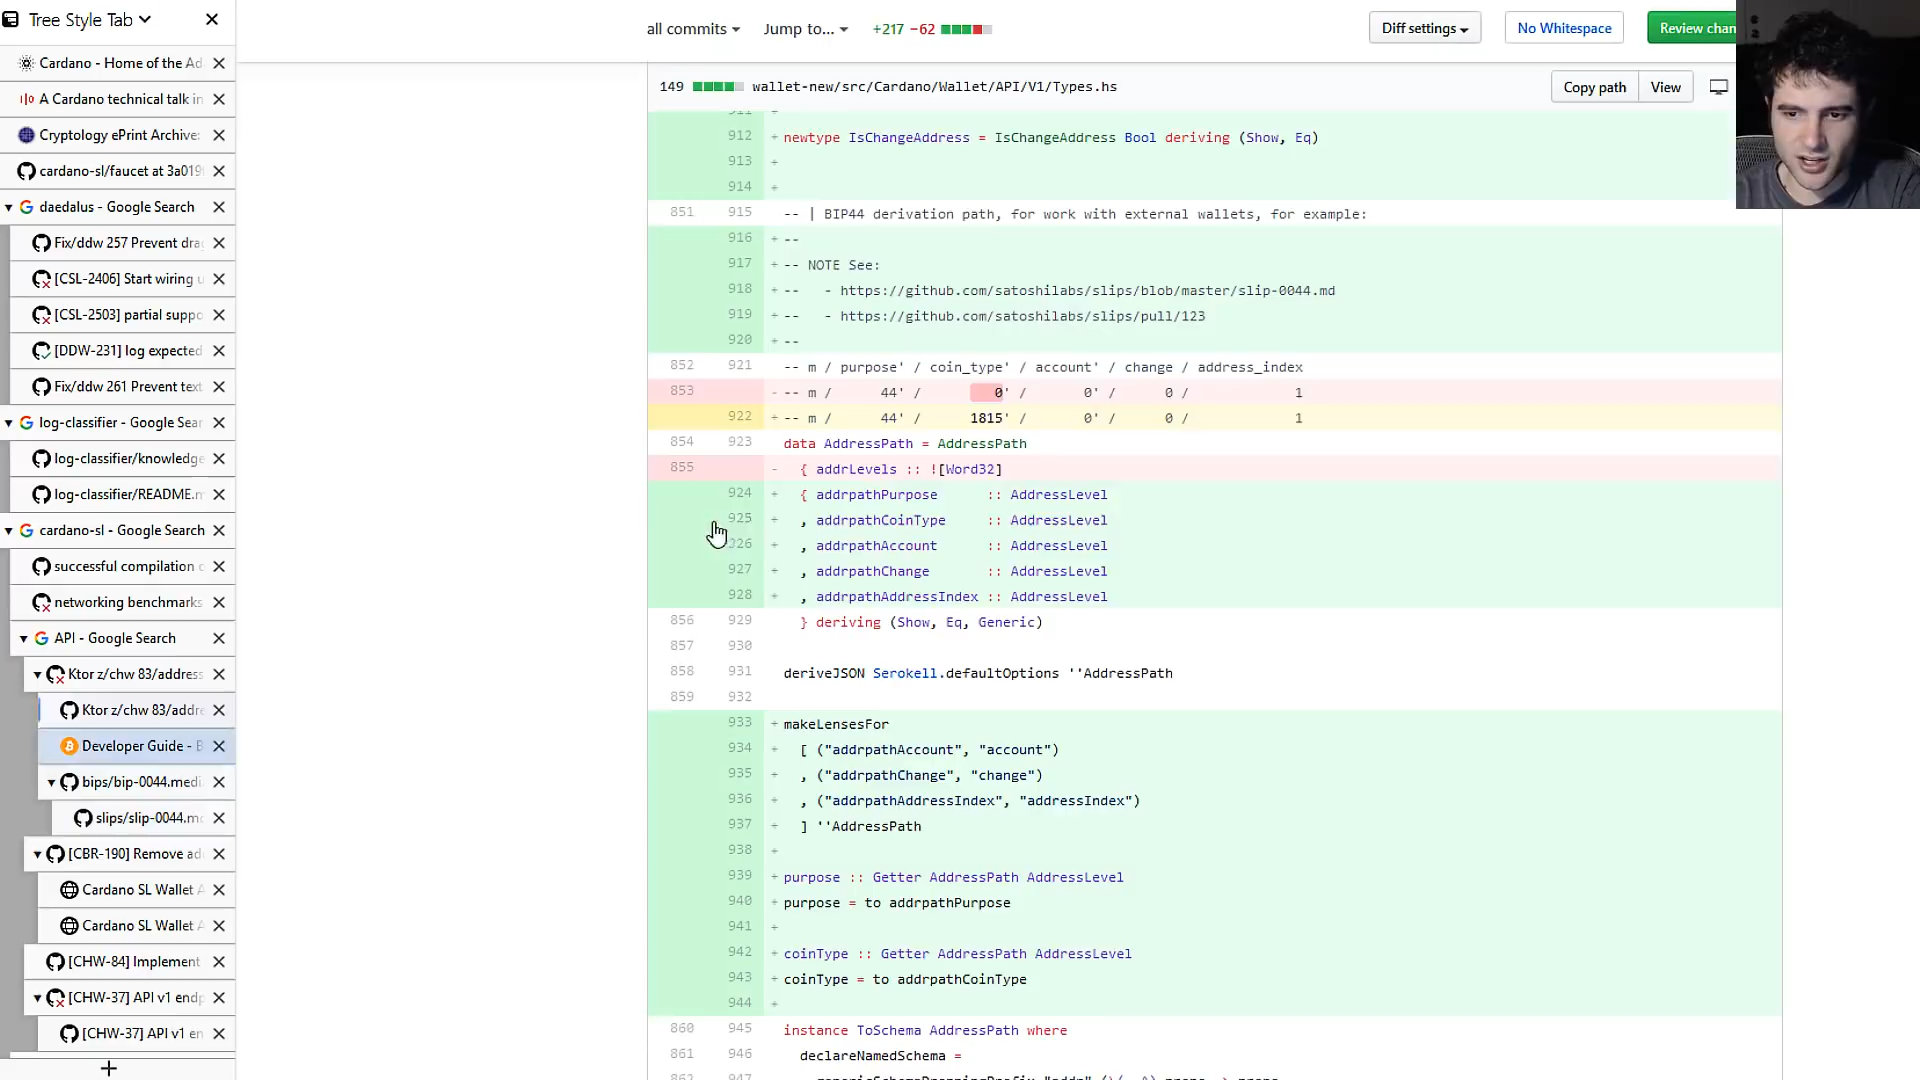 Tree Style Tab
Cardano - Home of the Ad
A Cardano technical talk in
Cryptology ePrint Archive:
cardano-sl/faucet at 3a019
daedalus - Google Search
Fix/ddw 257 Prevent dra
[CSL-2406] Start wiring u
[CSL-2503] partial suppo
[DDW-231] log expected
Fix/ddw 261 Prevent text
log-classifier - Google Sear
log-classifier/knowledge
log-classifier/README.m
cardano-sl - Google Search
successful compilation o
networking benchmarks
API - Google Search
Ktor z/chw 83/address
Ktor z/chw 83/addre
Developer Guide - B
bips/bip-0044.medi
slips/slip-0044.md
[CBR-190] Remove ad
Cardano SL Wallet A
Cardano SL Wallet A
[CHW-84] Implement
[CHW-37] API v1 endp
[CHW-37] API v1 en
all commits Jump to... +217 −62 Diff settings No Whitespace Review chan
149 wallet-new/src/Cardano/Wallet/API/V1/Types.hs Copy path View
911 +
912 + newtype IsChangeAddress = IsChangeAddress Bool deriving (Show, Eq)
913 +
914 +
851 915 -- | BIP44 derivation path, for work with external wallets, for example:
916 + --
917 + -- NOTE See:
918 + -- - https://github.com/satoshilabs/slips/blob/master/slip-0044.md
919 + -- - https://github.com/satoshilabs/slips/pull/123
920 + --
852 921 -- m / purpose' / coin_type' / account' / change / address_index
853 - -- m / 44' / 0' / 0' / 0 / 1
922 + -- m / 44' / 1815' / 0' / 0 / 1
854 923 data AddressPath = AddressPath
855 - { addrLevels :: ![Word32]
924 + { addrpathPurpose :: AddressLevel
925 + , addrpathCoinType :: AddressLevel
926 + , addrpathAccount :: AddressLevel
927 + , addrpathChange :: AddressLevel
928 + , addrpathAddressIndex :: AddressLevel
856 929 } deriving (Show, Eq, Generic)
857 930
858 931 deriveJSON Serokell.defaultOptions ''AddressPath
859 932
933 + makeLensesFor
934 + [ ("addrpathAccount", "account")
935 + , ("addrpathChange", "change")
936 + , ("addrpathAddressIndex", "addressIndex")
937 + ] ''AddressPath
938 +
939 + purpose :: Getter AddressPath AddressLevel
940 + purpose = to addrpathPurpose
941 +
942 + coinType :: Getter AddressPath AddressLevel
943 + coinType = to addrpathCoinType
944 +
860 945 instance ToSchema AddressPath where
861 946 declareNamedSchema =
862 947